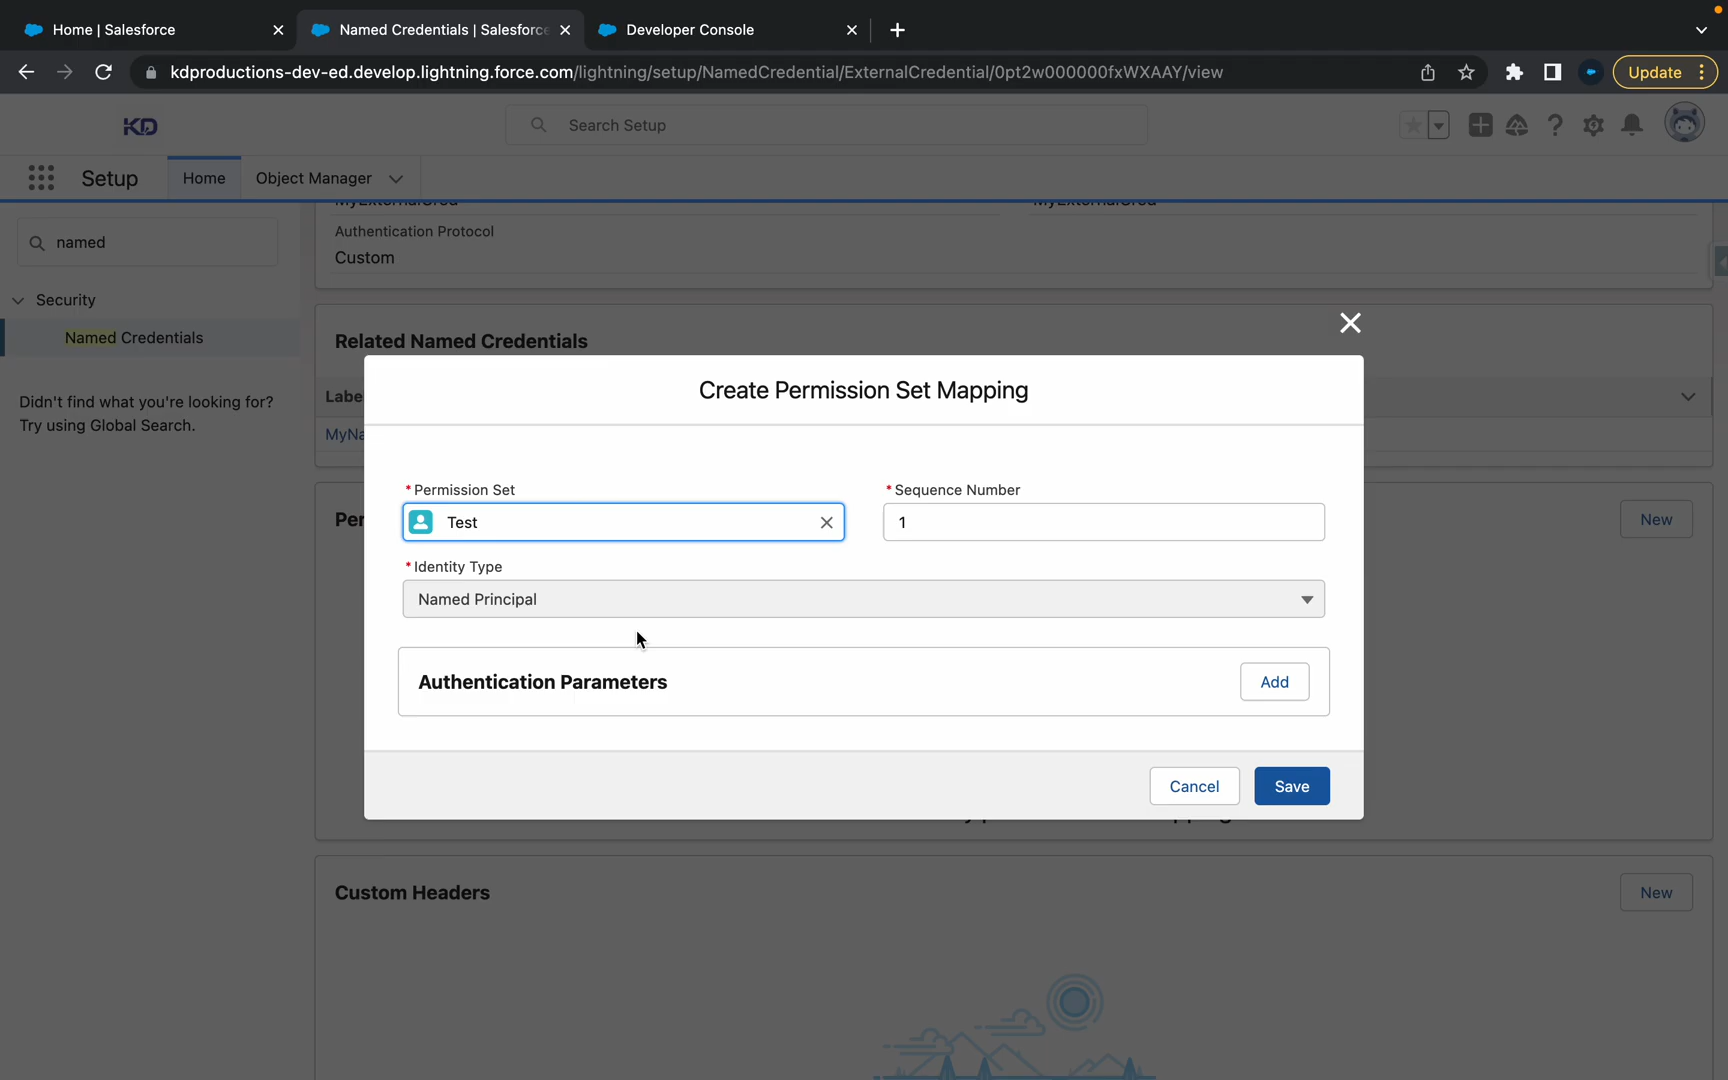 Home | Salesforce
Named Credentials | Salesforce
Developer Console
kdproductions-dev-ed.develop.lightning.force.com/lightning/setup/NamedCredential/ExternalCredential/0pt2w000000fxWXAAY/view
Update
KD
Search Setup
Setup
Home
Object Manager
named
Security
Named Credentials
Didn't find what you're looking for?
Try using Global Search.
MyExternalCred
MyExternalCred
Authentication Protocol
Custom
Related Named Credentials
Labe
MyNa
Per
New
Create Permission Set Mapping
*Permission Set
Test
*Sequence Number
1
*Identity Type
Named Principal
Authentication Parameters
Add
Cancel
Save
Custom Headers
New